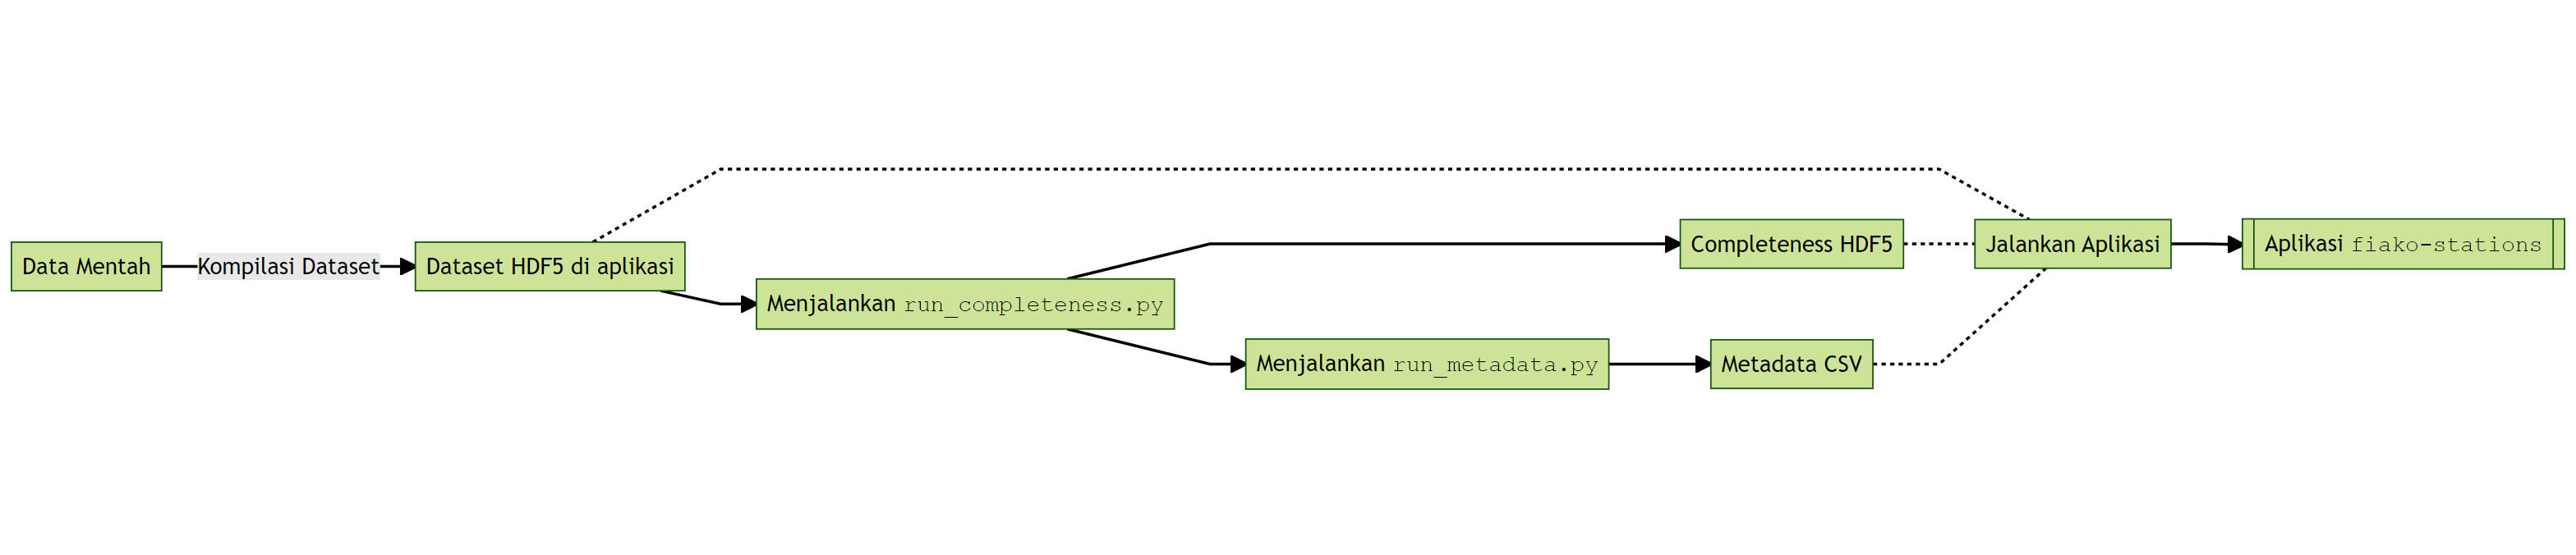 Data Mentah
Kompilasi Dataset
Dataset HDF5 di aplikasi
Menjalankan run_completeness.py
Menjalankan run_metadata.py
Completeness HDF5
Metadata CSV
Jalankan Aplikasi
Aplikasi fiako-stations